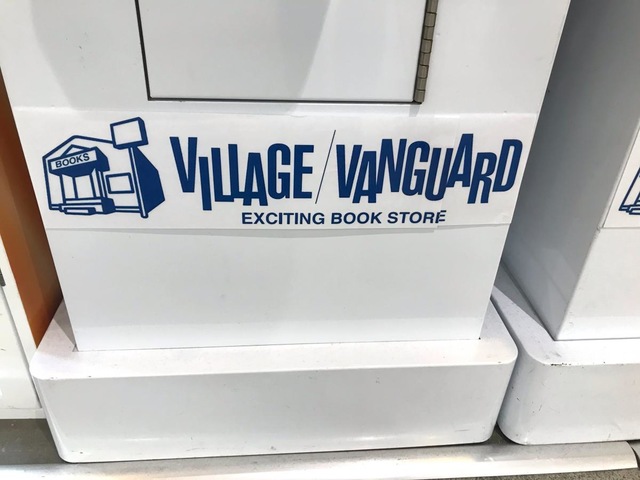 BOOKS
VILLAGE/VANGUARD
EXCITING BOOK STORE